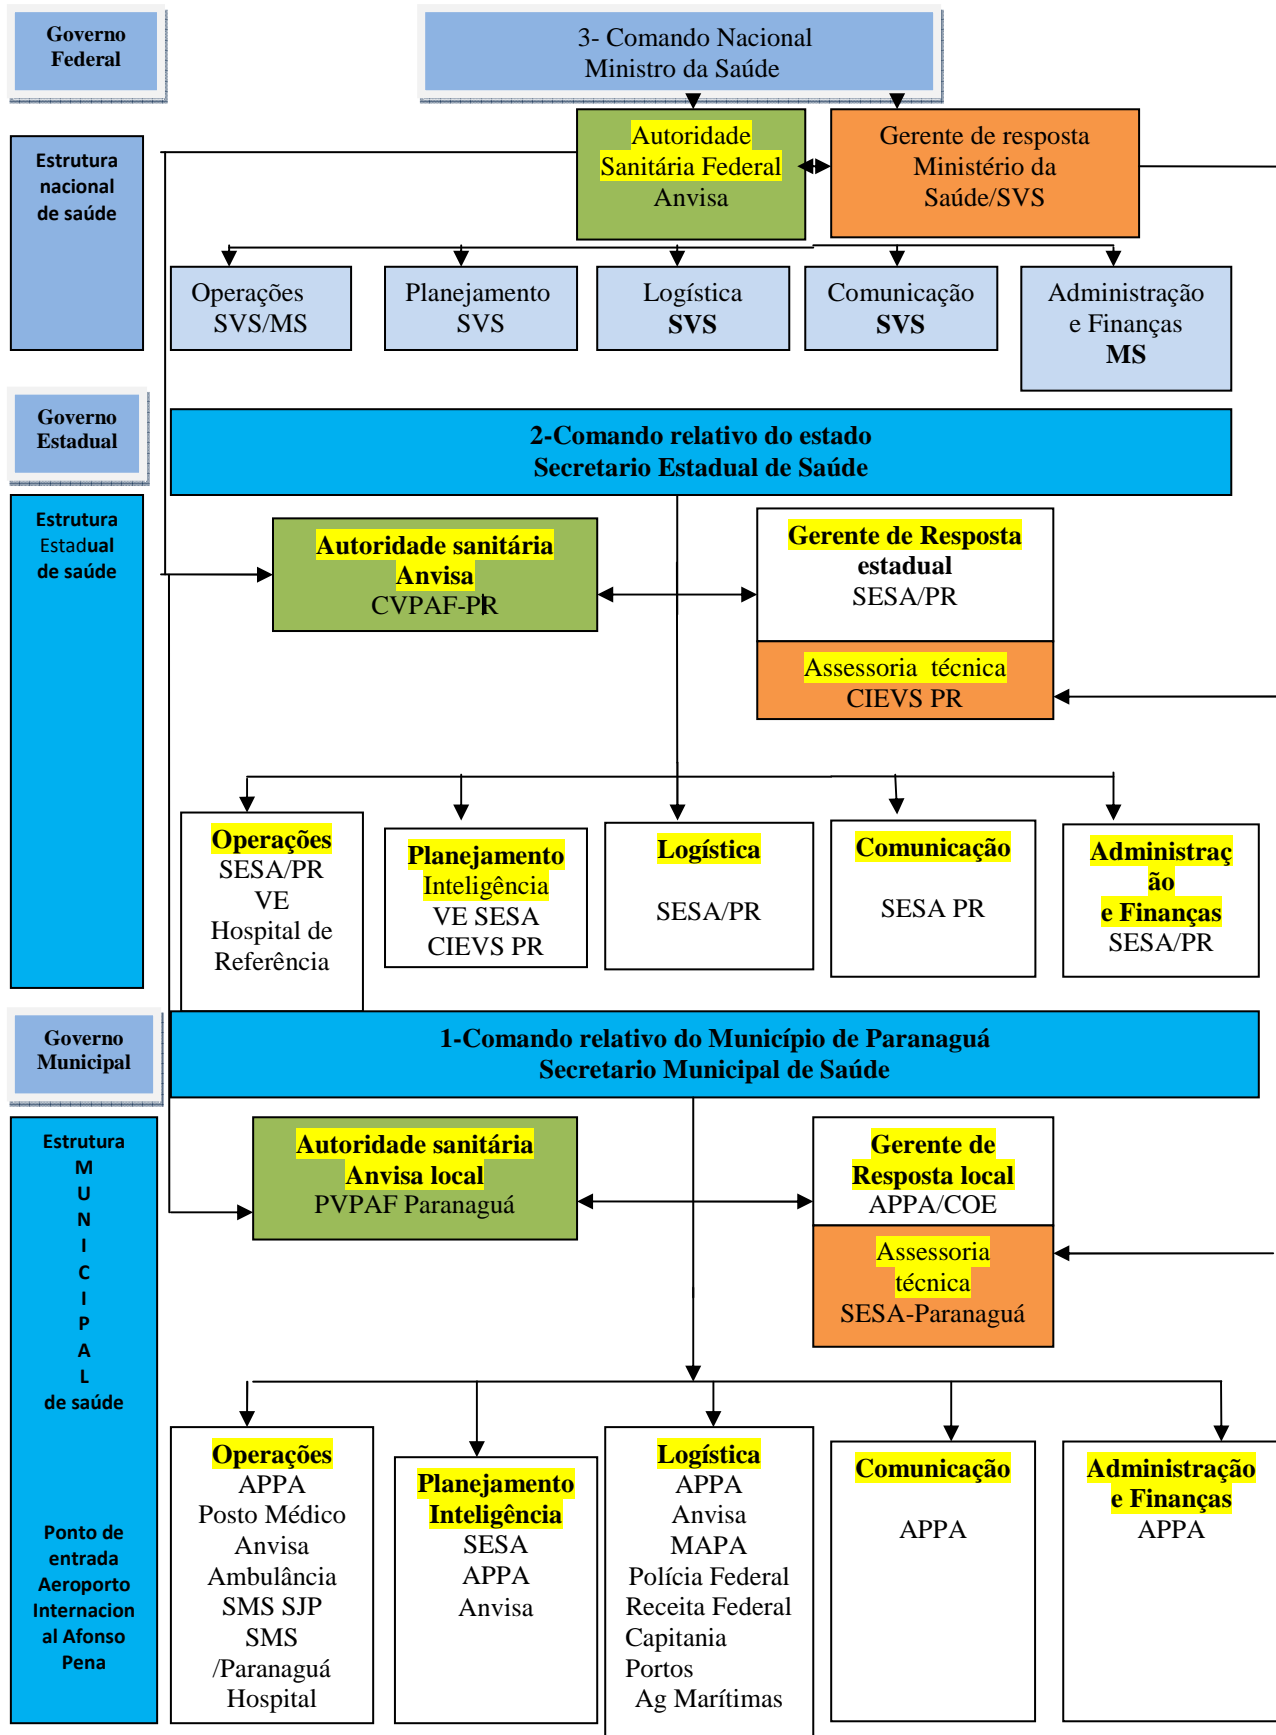 Governo
Federal
3- Comando Nacional
Ministro da Saúde
Estrutura
nacional
de saúde
Autoridade
Sanitária Federal
Anvisa
Gerente de resposta
Ministério da
Saúde/SVS
Operações
SVS/MS
Planejamento
SVS
Logística
SVS
Comunicação
SVS
Administração
e Finanças
MS
Governo
Estadual
2-Comando relativo do estado
Secretario Estadual de Saúde
Estrutura
Estadual
de saúde
Autoridade sanitária
Anvisa
CVPAF-PR
Gerente de Resposta
estadual
SESA/PR
Assessoria técnica
CIEVS PR
Operações
SESA/PR
VE
Hospital de
Referência
Planejamento
Inteligência
VE SESA
CIEVS PR
Logística
SESA/PR
Comunicação
SESA PR
Administraç
ão
e Finanças
SESA/PR
Governo
Municipal
1-Comando relativo do Município de Paranaguá
Secretario Municipal de Saúde
Estrutura
M
U
N
I
C
I
P
A
L
de saúde
Ponto de
entrada
Aeroporto
Internacion
al Afonso
Pena
Autoridade sanitária
Anvisa local
PVPAF Paranaguá
Gerente de
Resposta local
APPA/COE
Assessoria
técnica
SESA-Paranaguá
Operações
APPA
Posto Médico
Anvisa
Ambulância
SMS SJP
SMS
/Paranaguá
Hospital
Planejamento
Inteligência
SESA
APPA
Anvisa
Logística
APPA
Anvisa
MAPA
Polícia Federal
Receita Federal
Capitania
Portos
Ag Marítimas
Comunicação
APPA
Administração
e Finanças
APPA